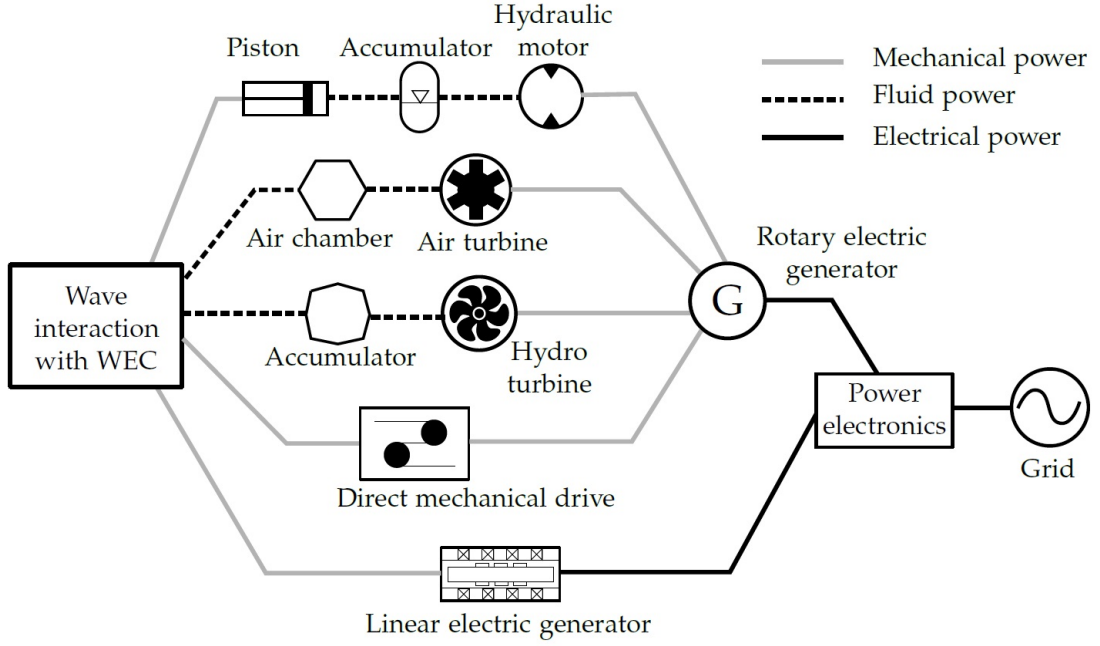 Piston
Accumulator
Hydraulic
motor
Mechanical power
Fluid power
Electrical power
Air chamber
Air turbine
Wave
interaction
with WEC
Accumulator
Hydro
turbine
Rotary electric
generator
G
Power
electronics
Grid
Direct mechanical drive
Linear electric generator